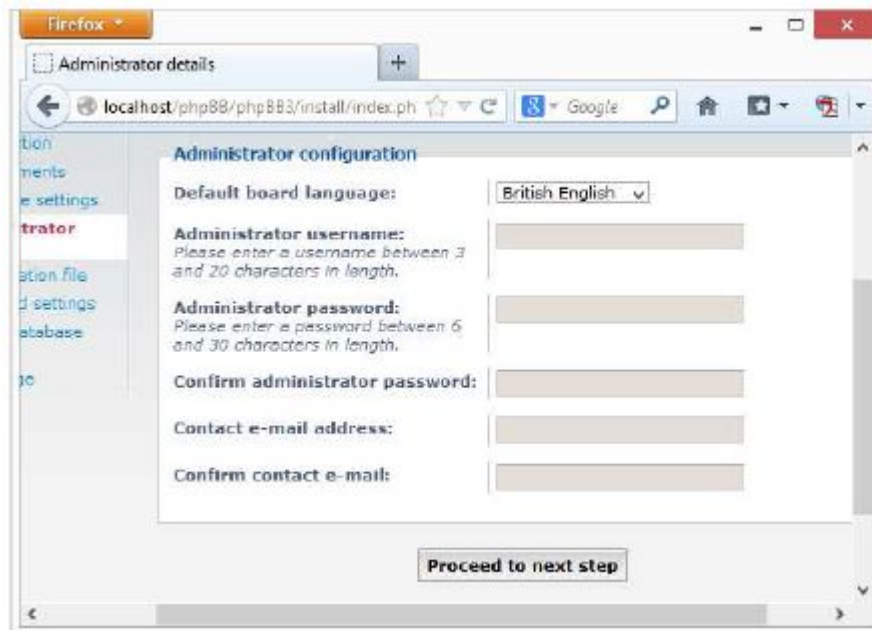 Firefox
Administrator details
localhost/phpBB/phpBB3/install/index.ph
Google
tion
ments
e settings
trator
ation file
d settings
atabase
ge
Administrator configuration
Default board language:
British English
Administrator username:
Please enter a username between 3
and 20 characters in length.
Administrator password:
Please enter a password between 6
and 30 characters in length.
Confirm administrator password:
Contact e-mail address:
Confirm contact e-mail:
Proceed to next step